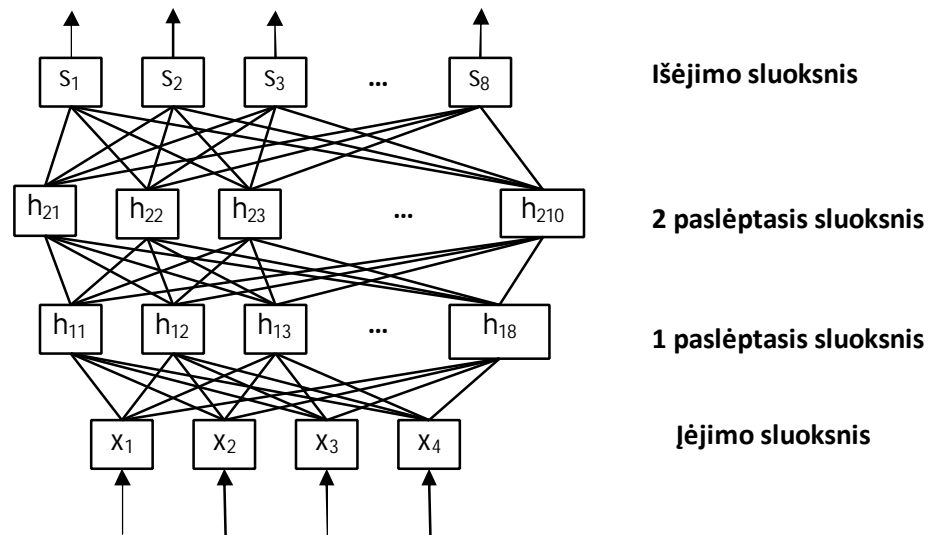 S₁ S₂ S₃ ... S₈ Išėjimo sluoksnis
h₂₁ h₂₂ h₂₃ ... h₂₁₀ 2 paslėptasis sluoksnis
h₁₁ h₁₂ h₁₃ ... h₁₈ 1 paslėptasis sluoksnis
X₁ X₂ X₃ X₄ Įėjimo sluoksnis